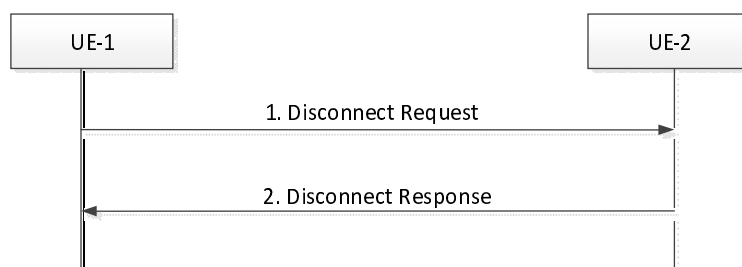 UE-1
UE-2
1. Disconnect Request
2. Disconnect Response